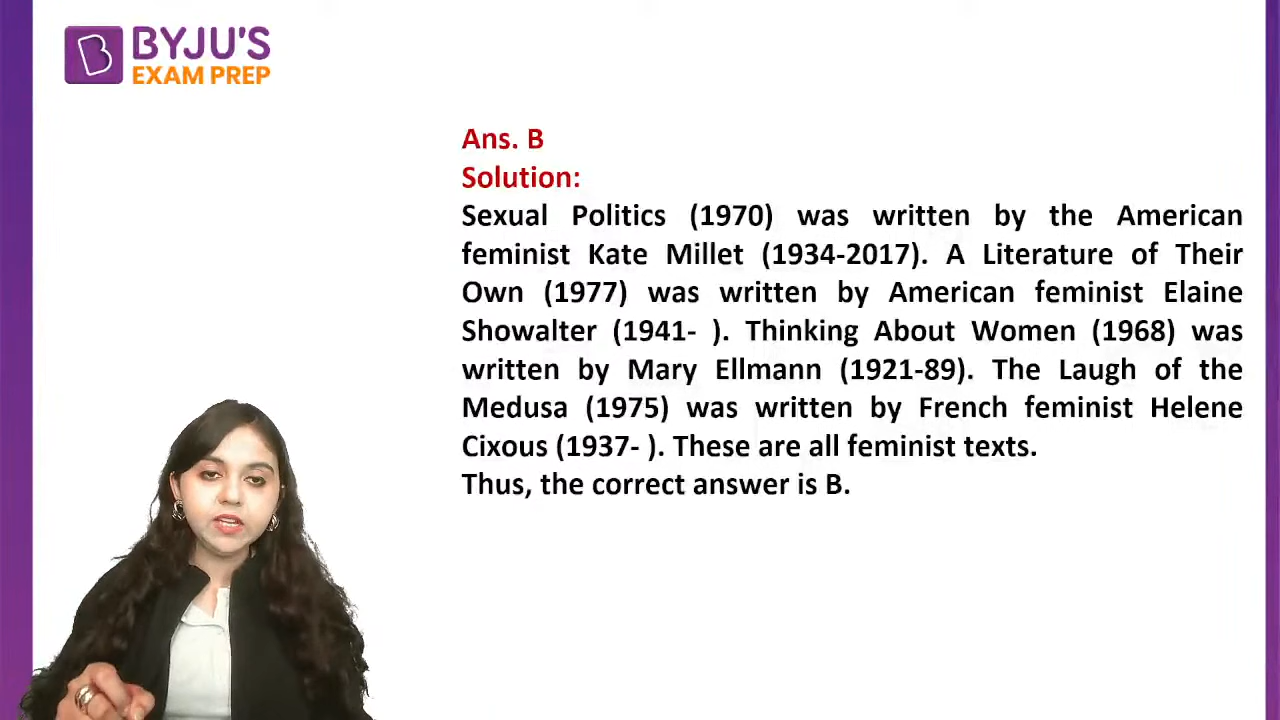 BYJU'S
EXAM PREP
Ans. B
Solution:
Sexual Politics (1970) was written by the American
feminist Kate Millet (1934-2017). A Literature of Their
Own (1977) was written by American feminist Elaine
Showalter (1941- ). Thinking About Women (1968) was
written by Mary Ellmann (1921-89). The Laugh of the
Medusa (1975) was written by French feminist Helene
Cixous (1937- ). These are all feminist texts.
Thus, the correct answer is B.